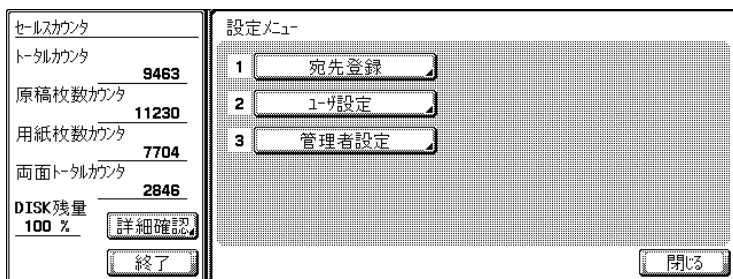 セールスカウンタ
トータルカウンタ
9463
原稿枚数カウンタ
11230
用紙枚数カウンタ
7704
両面トータルカウンタ
2846
DISK残量
100 %
詳細確認
終了
設定メニュー
1 宛先登録
2 ユーザ設定
3 管理者設定
閉じる